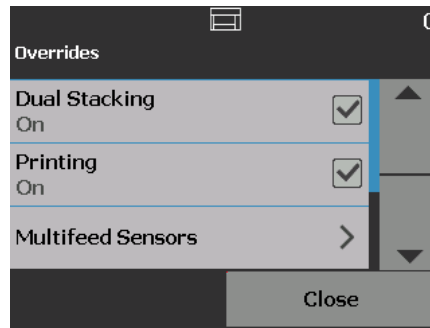 Overrides
Dual Stacking
On
Printing
On
Multifeed Sensors
Close